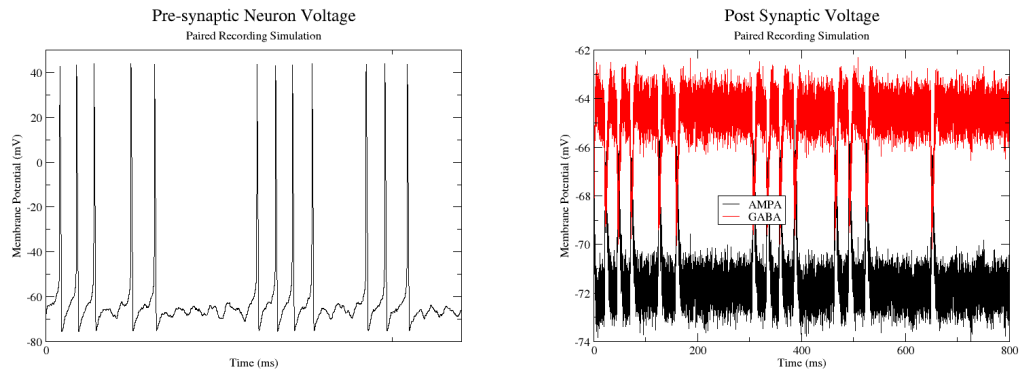 Pre-synaptic Neuron Voltage
Paired Recording Simulation
Membrane Potential (mV)
40
20
0
-20
-40
-60
-80
0
Time (ms)
Post Synaptic Voltage
Paired Recording Simulation
Membrane Potential (mV)
-62
-64
-66
-68
-70
-72
-74
AMPA
GABA
0
200
400
600
800
Time (ms)